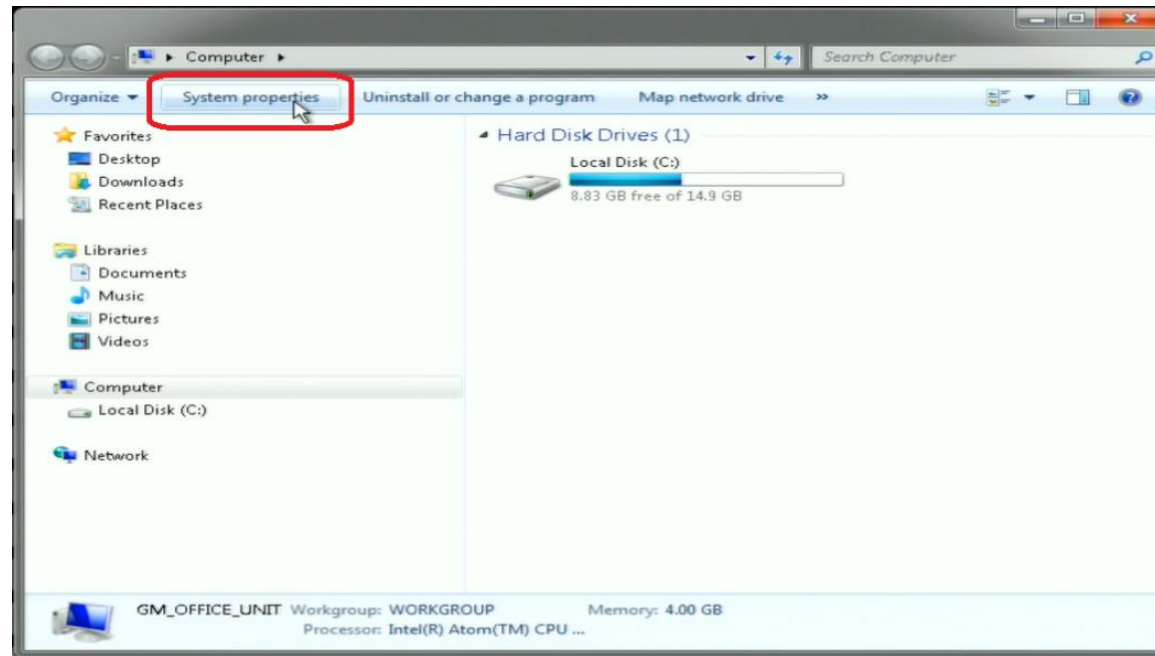 Computer
Search Computer
Organize System properties Uninstall or change a program Map network drive »
Favorites
Desktop
Downloads
Recent Places
Libraries
Documents
Music
Pictures
Videos
Computer
Local Disk (C:)
Network
Hard Disk Drives (1)
Local Disk (C:)
8.83 GB free of 14.9 GB
GM_OFFICE_UNIT Workgroup: WORKGROUP Memory: 4.00 GB
Processor: Intel(R) Atom(TM) CPU ...